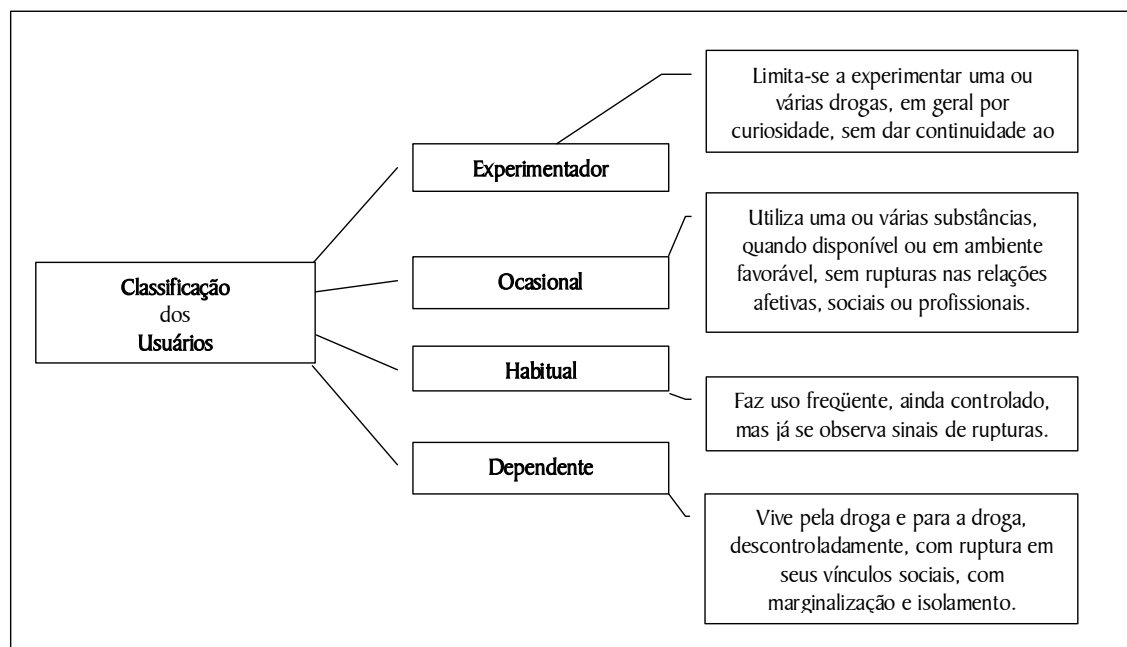 Classificação
dos
Usuários
Experimentador
Limita-se a experimentar uma ou
várias drogas, em geral por
curiosidade, sem dar continuidade ao
Ocasional
Utiliza uma ou várias substâncias,
quando disponível ou em ambiente
favorável, sem rupturas nas relações
afetivas, sociais ou profissionais.
Habitual
Faz uso freqüente, ainda controlado,
mas já se observa sinais de rupturas.
Dependente
Vive pela droga e para a droga,
descontroladamente, com ruptura em
seus vínculos sociais, com
marginalização e isolamento.